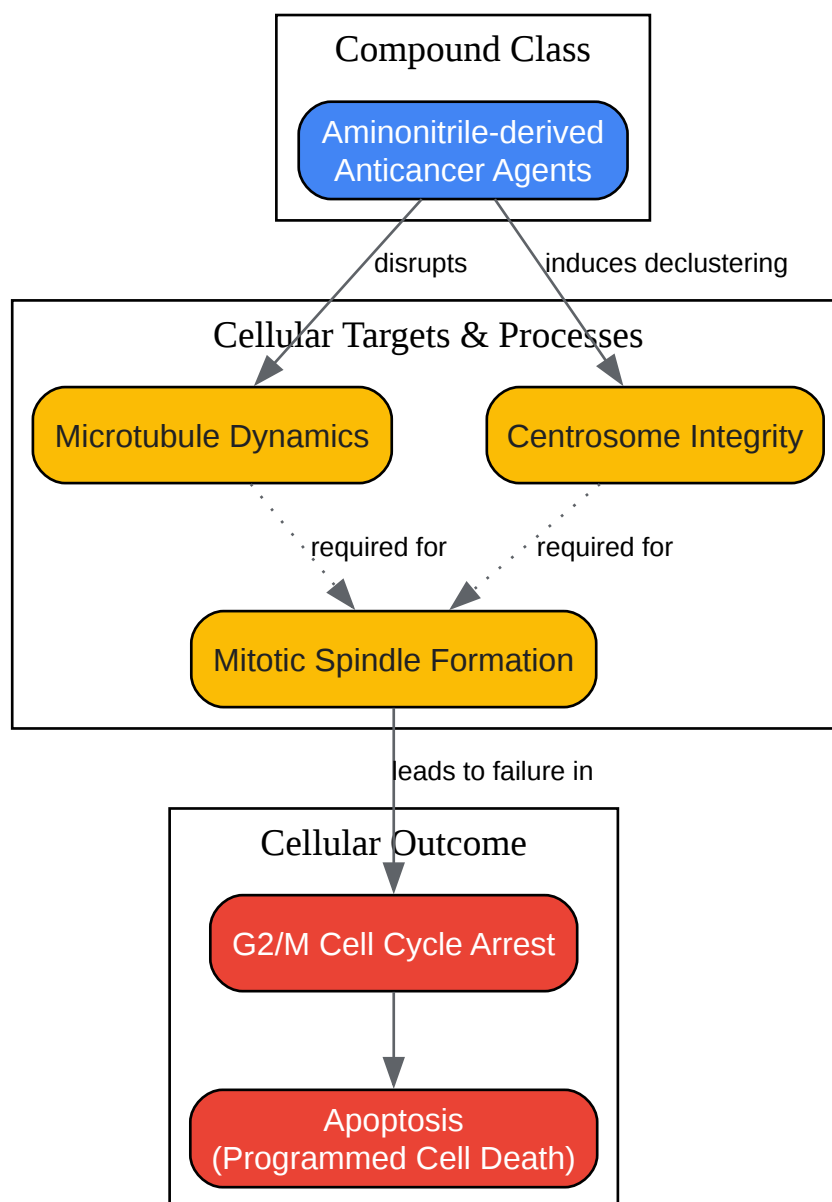 Compound Class
Aminonitrile-derived
Anticancer Agents
disrupts
induces declustering
Cellular Targets & Processes
Microtubule Dynamics
Centrosome Integrity
required for
required for
Mitotic Spindle Formation
leads to failure in
Cellular Outcome
G2/M Cell Cycle Arrest
Apoptosis
(Programmed Cell Death)